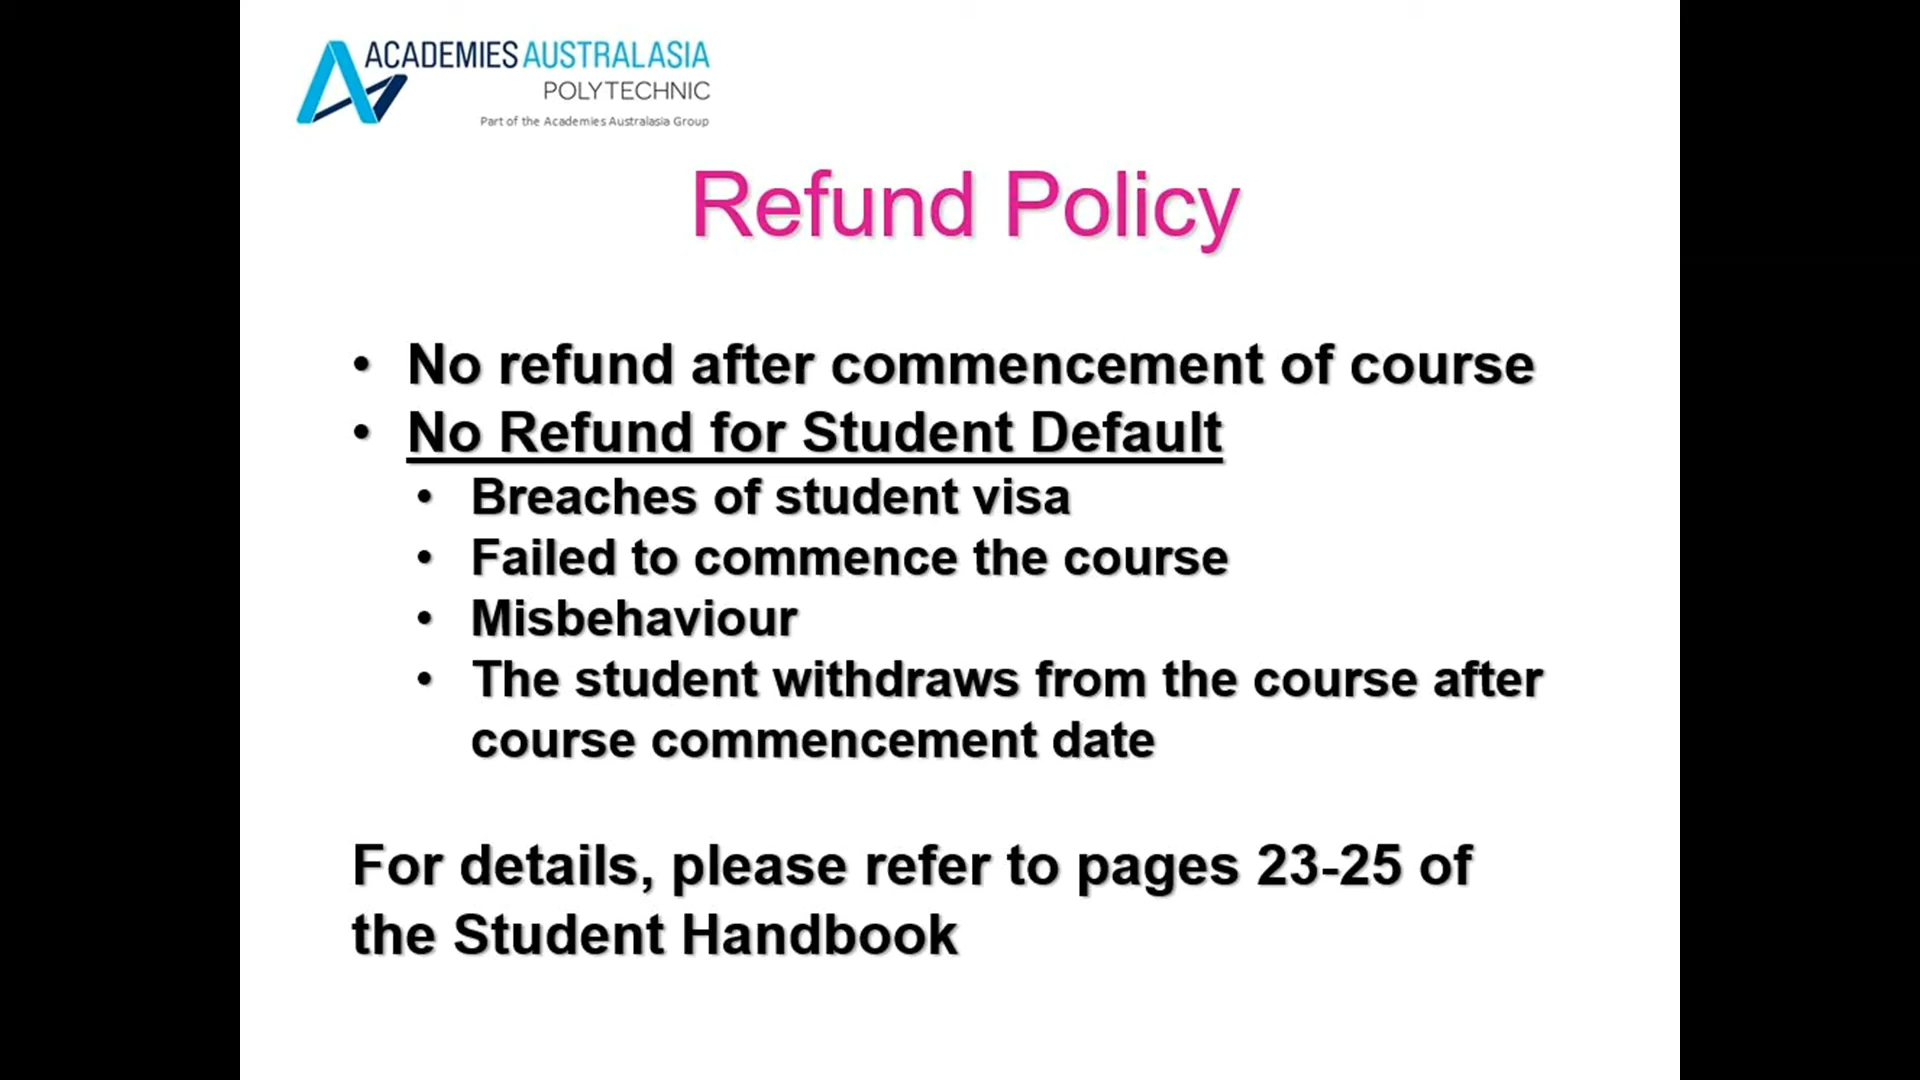 ACADEMIES AUSTRALASIA
POLYTECHNIC
Part of the Academies Australasia Group
Refund Policy
• No refund after commencement of course
• No Refund for Student Default
• Breaches of student visa
• Failed to commence the course
• Misbehaviour
• The student withdraws from the course after
course commencement date
For details, please refer to pages 23-25 of
the Student Handbook